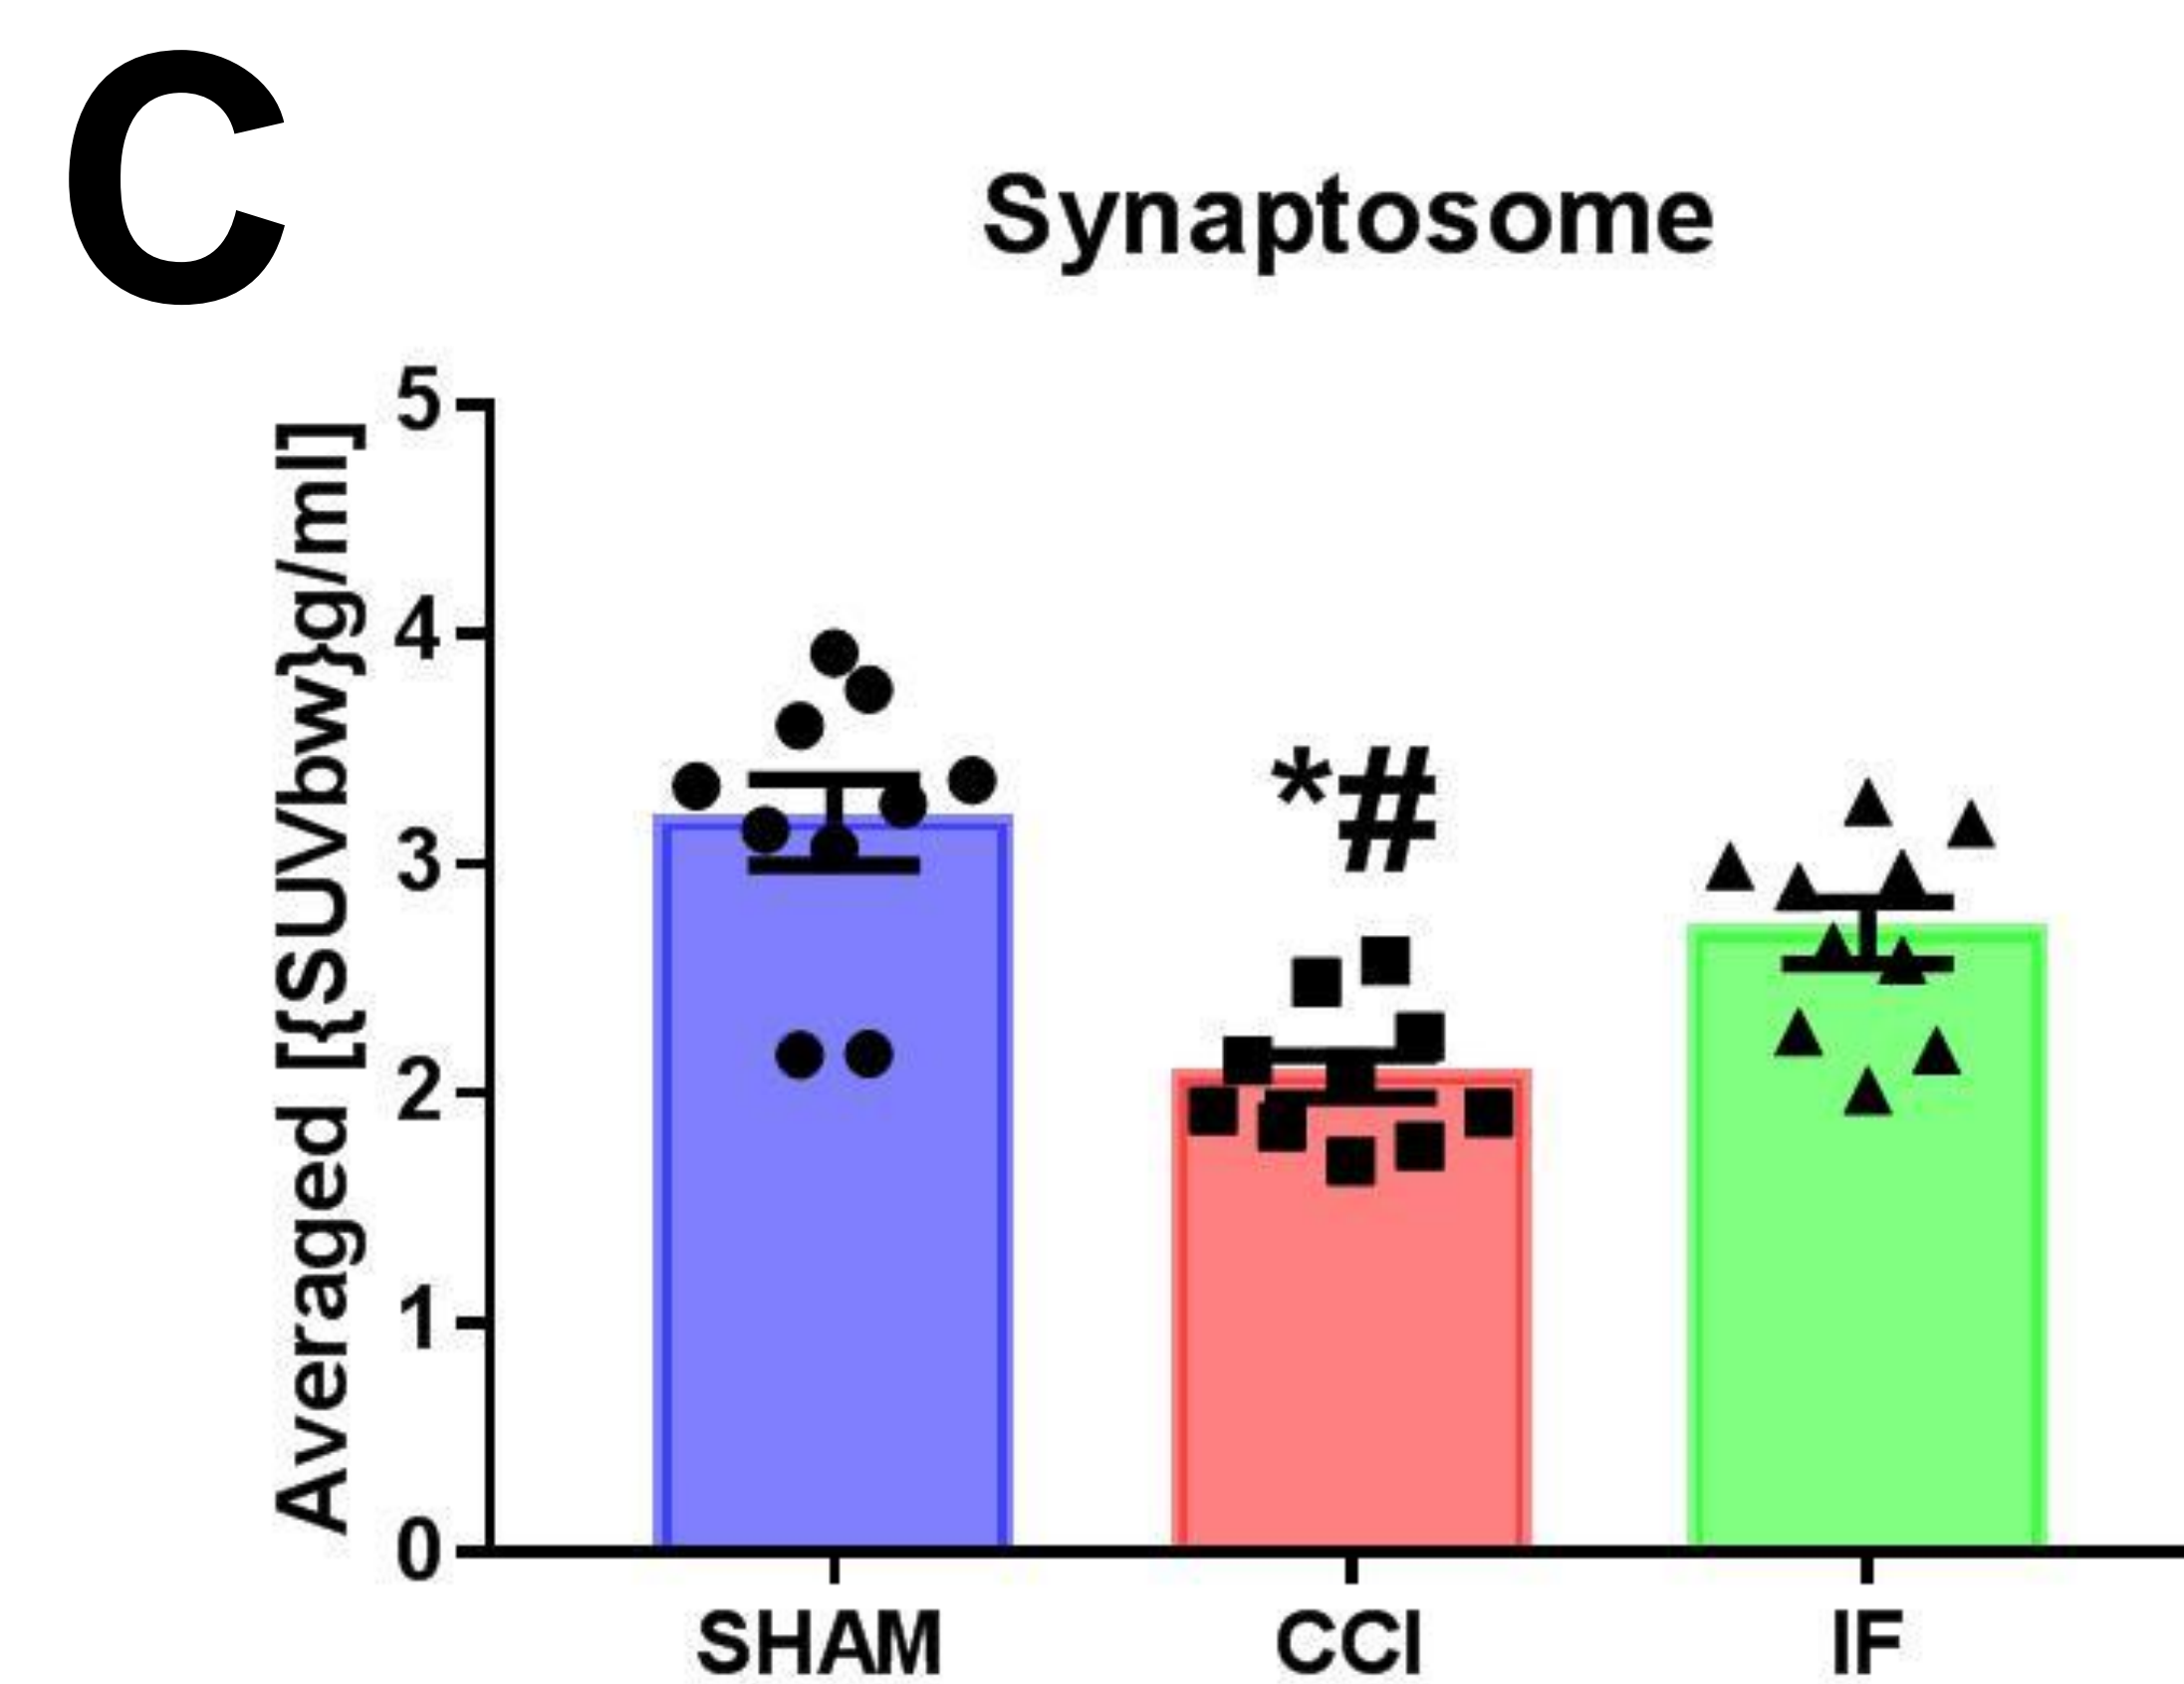 C
Synaptosome
Averaged [{SUVbw}g/ml]
5
4
3
2
1
0
*#
SHAM
CCI
IF